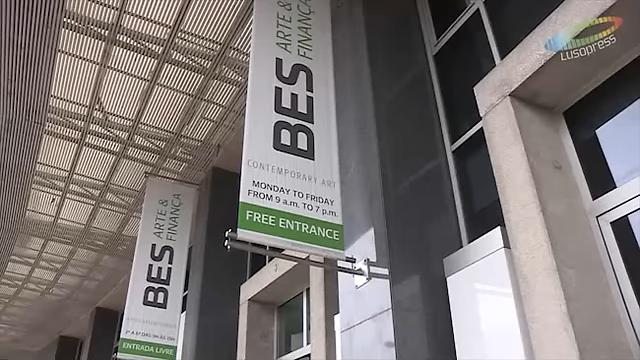 LUSOpress
BES ARTE &
FINANÇA
CONTEMPORARY ART
MONDAY TO FRIDAY
FROM 9 a.m. TO 7 p.m.
FREE ENTRANCE
BES ARTE &
FINANÇA
ENTRADA LIVRE